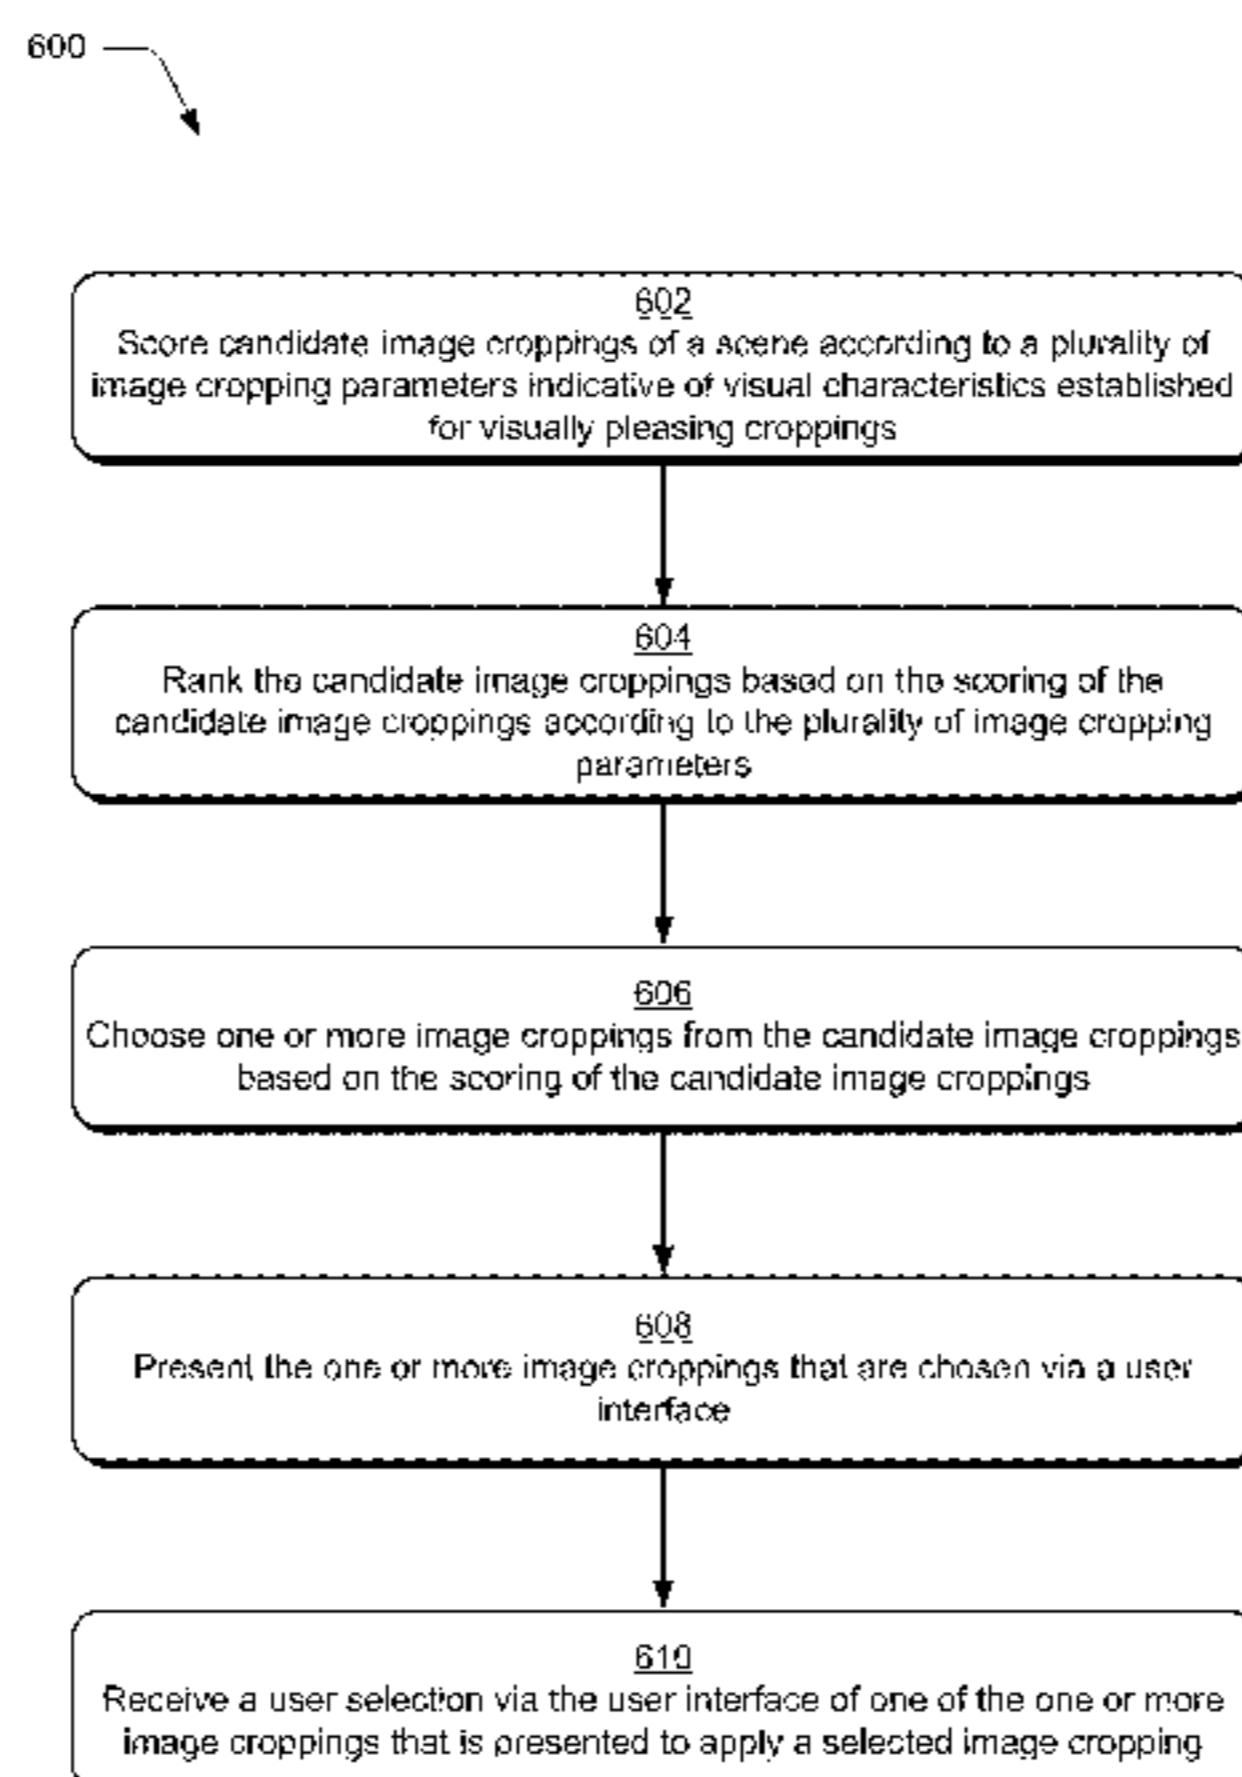 600
602
Score candidate image croppings of a scene according to a plurality of
image cropping parameters indicative of visual characteristics established
for visually pleasing croppings
604
Rank the candidate image croppings based on the scoring of the
candidate image croppings according to the plurality of image cropping
parameters
606
Choose one or more image croppings from the candidate image croppings
based on the scoring of the candidate image croppings
608
Present the one or more image croppings that are chosen via a user
interface
610
Receive a user selection via the user interface of one of the one or more
image croppings that is presented to apply a selected image cropping